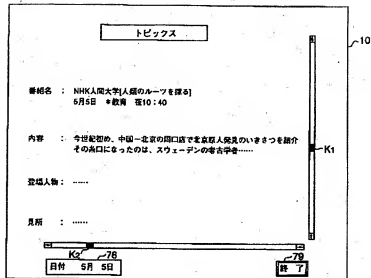 トピックス
10
番組名 : NHK人間大学[人類のルーツを探る]
5月5日 *教育 夜10:40
内容 : 今世紀初め、中国−北京の周口店で北京原人発見のいきさつを紹介
その糸口になったのは、スウェーデンの考古学者……
K1
登場人物: ……
見所 : ……
K2 78 79
日付 5月 5日 終 了